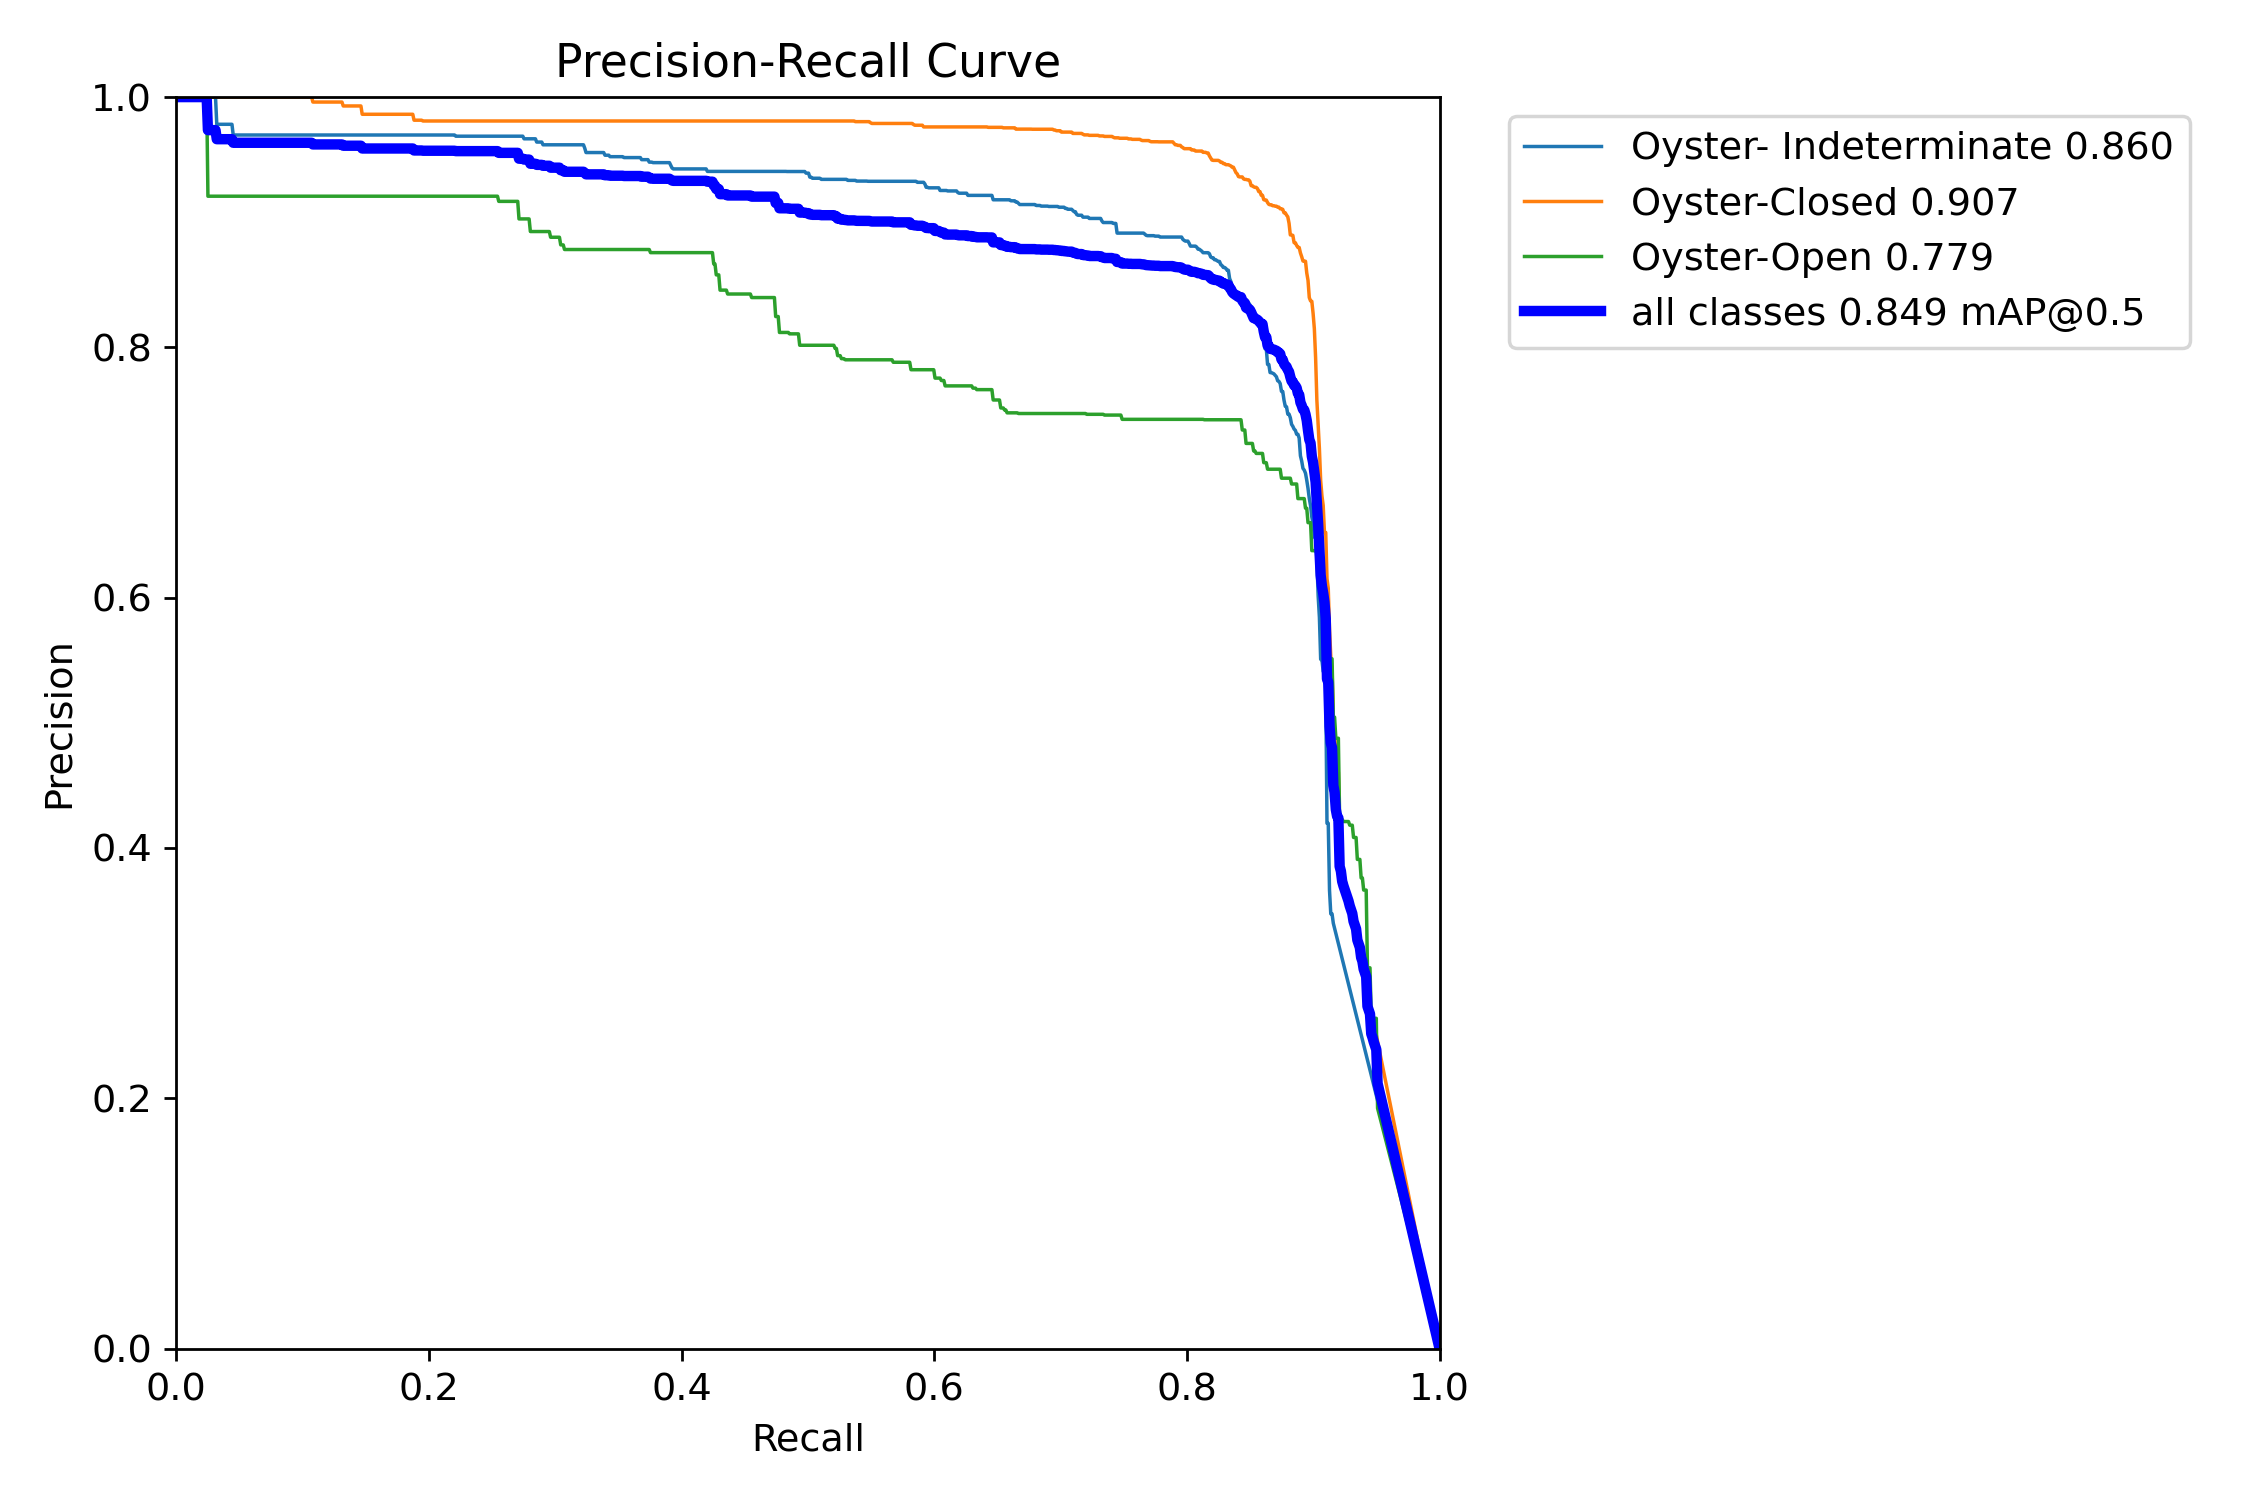 Precision-Recall Curve
1.0
0.8
0.6
0.4
0.2
0.0
Precision
0.0 0.2 0.4 0.6 0.8 1.0
Recall
Oyster- Indeterminate 0.860
Oyster-Closed 0.907
Oyster-Open 0.779
all classes 0.849 mAP@0.5